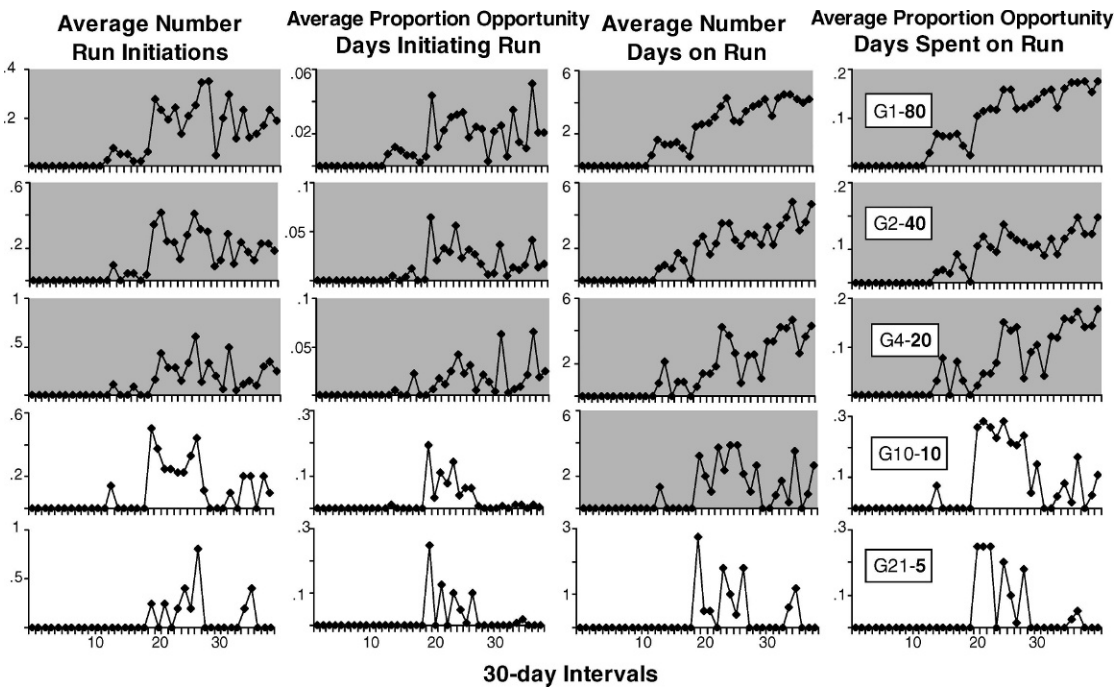 Average Number
Run Initiations
Average Proportion Opportunity
Days Initiating Run
Average Number
Days on Run
Average Proportion Opportunity
Days Spent on Run
.4
.2
.06
.02
6
2
.2
.1
G1-80
.6
.2
.1
.05
6
2
.2
.1
G2-40
1
.5
.1
.05
6
2
.2
.1
G4-20
.6
.2
.3
.1
6
2
.3
.1
G10-10
1
.5
.3
.1
3
1
.3
.1
G21-5
10 20 30
10 20 30
10 20 30
10 20 30
30-day Intervals